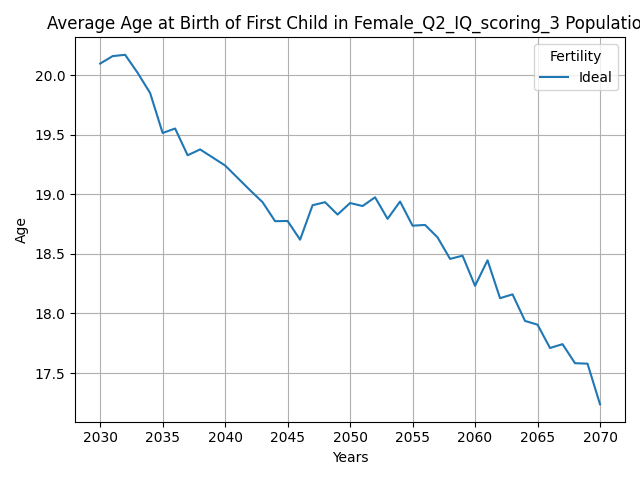 Average Age at Birth of First Child in Female_Q2_IQ_scoring_3 Populatio
Fertility
Ideal
20.0
19.5
19.0
18.5
18.0
17.5
Age
2030 2035 2040 2045 2050 2055 2060 2065 2070
Years